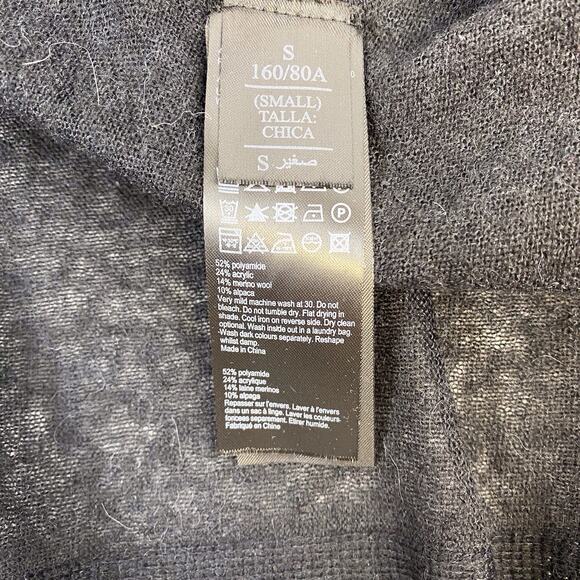 S
160/80A
(SMALL)
TALLA:
CHICA
S صغير
P
52% polyamide
24% acrylic
14% merino wool
10% alpaca
Very mild machine wash at 30. Do not
bleach. Do not tumble dry. Flat drying in
shade. Cool iron on reverse side. Dry clean
optional. Wash inside out in a laundry bag.
Wash dark colours separately. Reshape
whilst damp.
Made in China
52% polyamide
24% acrylique
14% laine merinos
10% alpaga
Repasser sur l'envers. Laver à l'envers
dans un sac à linge. Laver les couleurs
foncées separement. Etirer humide.
Fabriqué en Chine